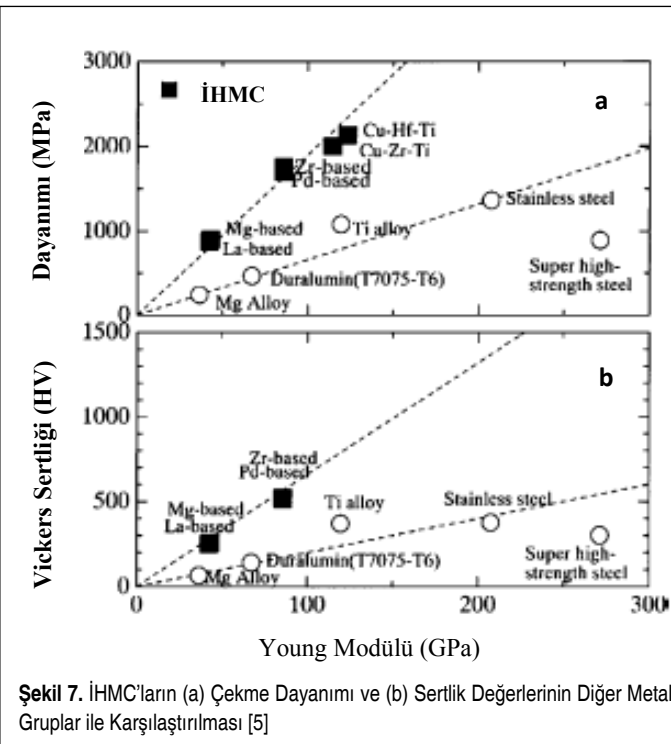 3000
İHMC
a
Cu-Hf-Ti
Cu-Zr-Ti
2000
Zr-based
Pd-based
Dayanımı (MPa)
Stainless steel
Mg-based
La-based
Ti alloy
1000
Super high-
strength steel
Duralumin(T7075-T6)
Mg Alloy
0
1500
b
Vickers Sertliği (HV)
1000
Zr-based
Pd-based
Mg-based
La-based
Ti alloy
Stainless steel
500
Duralumin(T7075-T6)
Super high-
strength steel
Mg Alloy
0
0 100 200 300
Young Modülü (GPa)
Şekil 7. İHMC'ların (a) Çekme Dayanımı ve (b) Sertlik Değerlerinin Diğer Metal
Gruplar ile Karşılaştırılması [5]